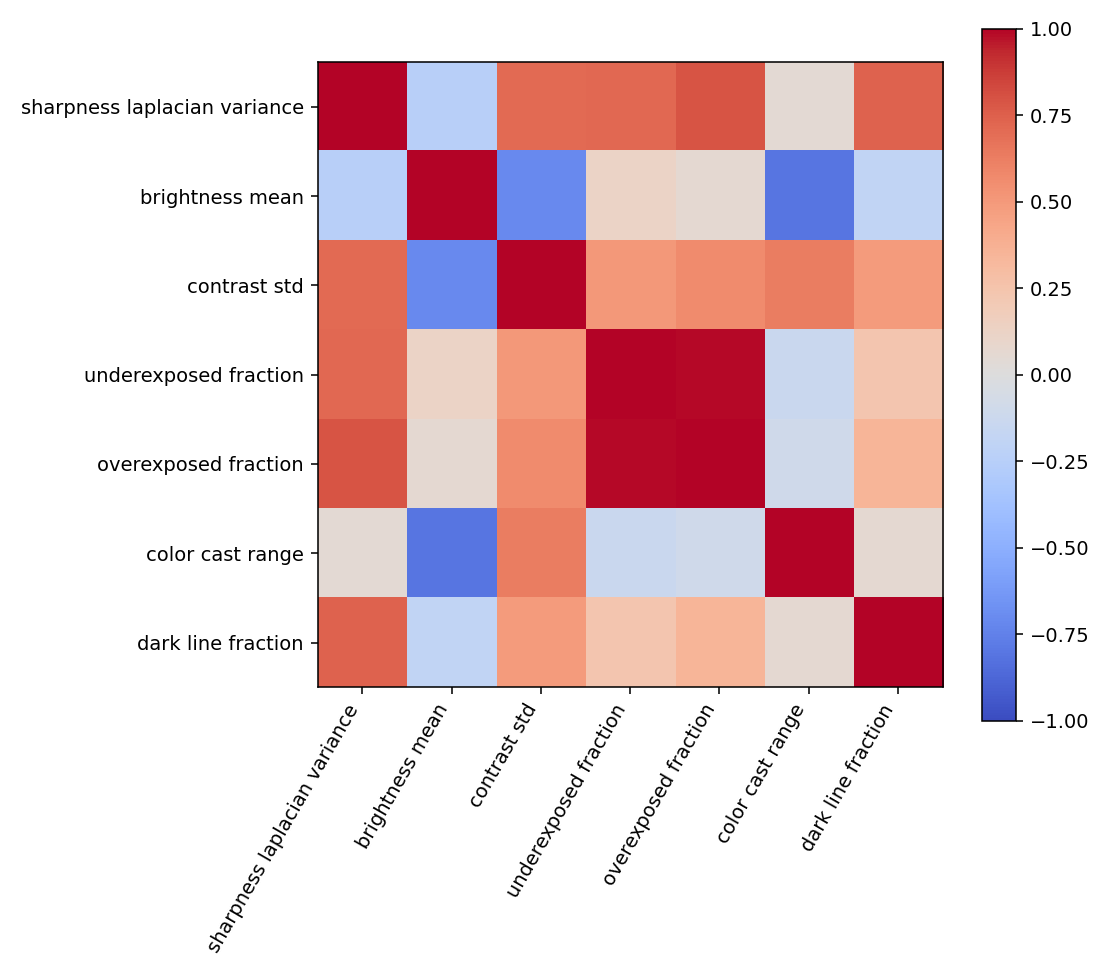 1.00
sharpness laplacian variance
0.75
brightness mean
0.50
contrast std
0.25
underexposed fraction
0.00
overexposed fraction
−0.25
color cast range
−0.50
dark line fraction
−0.75
−1.00
sharpness laplacian variance
brightness mean
contrast std
underexposed fraction
overexposed fraction
color cast range
dark line fraction